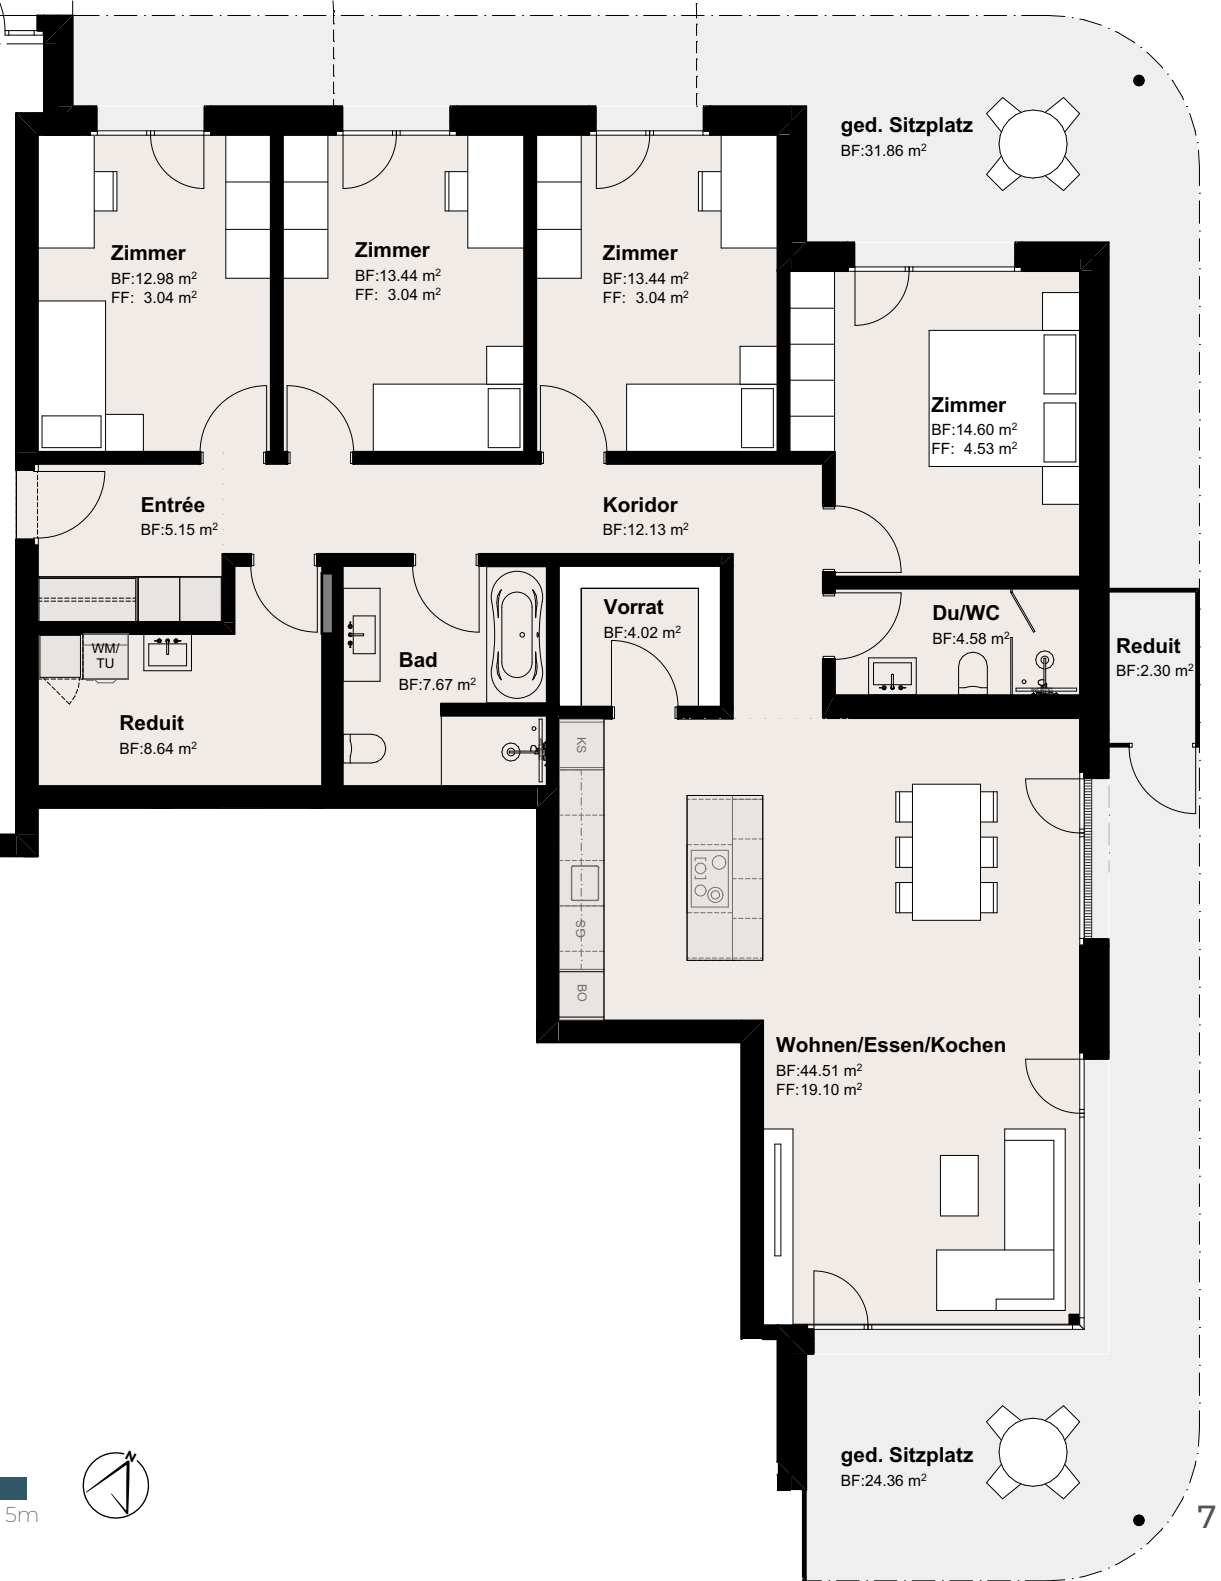 ged. Sitzplatz
BF:31.86 m²
Zimmer
BF:12.98 m²
FF: 3.04 m²
Zimmer
BF:13.44 m²
FF: 3.04 m²
Zimmer
BF:13.44 m²
FF: 3.04 m²
Zimmer
BF:14.60 m²
FF: 4.53 m²
Entrée
BF:5.15 m²
Koridor
BF:12.13 m²
Vorrat
BF:4.02 m²
Du/WC
BF:4.58 m²
Reduit
BF:2.30 m²
WM/
TU
Bad
BF:7.67 m²
Reduit
BF:8.64 m²
KS
GS
BO
Wohnen/Essen/Kochen
BF:44.51 m²
FF:19.10 m²
ged. Sitzplatz
BF:24.36 m²
N
5m
7